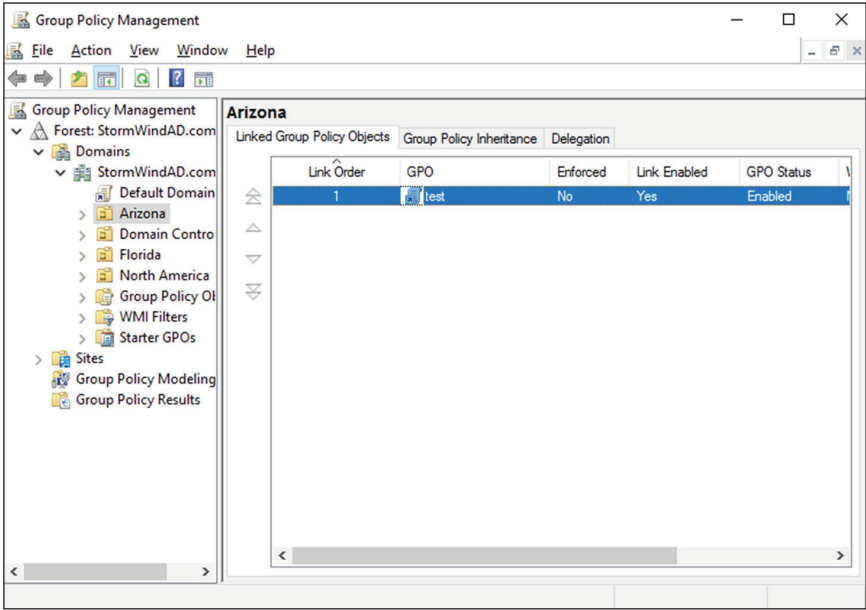 Group Policy Management
File Action View Window Help
Group Policy Management
Forest: StormWindAD.com
Domains
StormWindAD.com
Default Domain
Arizona
Domain Contro
Florida
North America
Group Policy Ob
WMI Filters
Starter GPOs
Sites
Group Policy Modeling
Group Policy Results
Arizona
Linked Group Policy Objects Group Policy Inheritance Delegation
Link Order GPO Enforced Link Enabled GPO Status
1 test No Yes Enabled